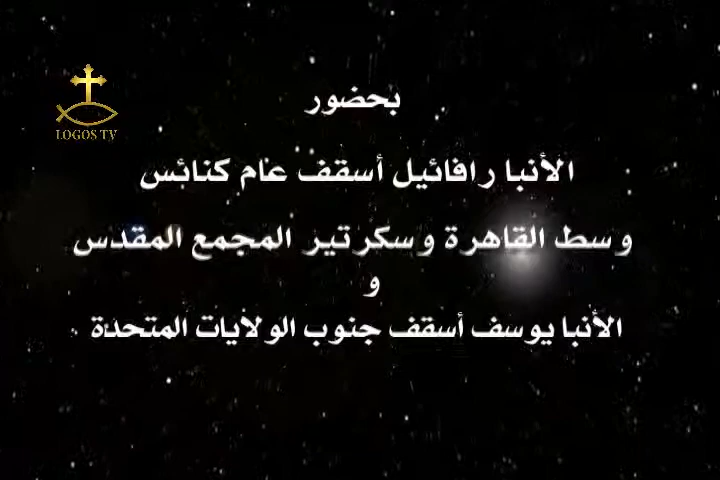 LOGOS TV
بحضور
الأنبا رافائيل أسقف عام كنائس
وسط القاهرة وسكرتير المجمع المقدس
و
الأنبا يوسف أسقف جنوب الولايات المتحدة